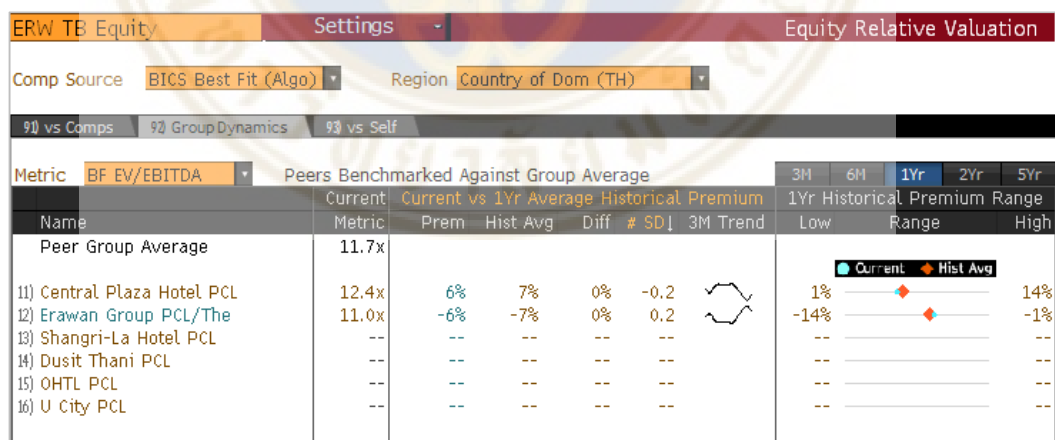 ERW TB Equity Settings Equity Relative Valuation
Comp Source BICS Best Fit (Algo) Region Country of Dom (TH)
91) vs Comps 92) Group Dynamics 93) vs Self
Metric BF EV/EBITDA Peers Benchmarked Against Group Average 3M 6M 1Yr 2Yr 5Yr
Current Current vs 1Yr Average Historical Premium 1Yr Historical Premium Range
Name Metric Prem Hist Avg Diff # SD↓ 3M Trend Low Range High
Peer Group Average 11.7x
Current Hist Avg
11) Central Plaza Hotel PCL 12.4x 6% 7% 0% -0.2 1% 14%
12) Erawan Group PCL/The 11.0x -6% -7% 0% 0.2 -14% -1%
13) Shangri-La Hotel PCL -- -- -- -- -- -- --
14) Dusit Thani PCL -- -- -- -- -- -- --
15) OHTL PCL -- -- -- -- -- -- --
16) U City PCL -- -- -- -- -- -- --